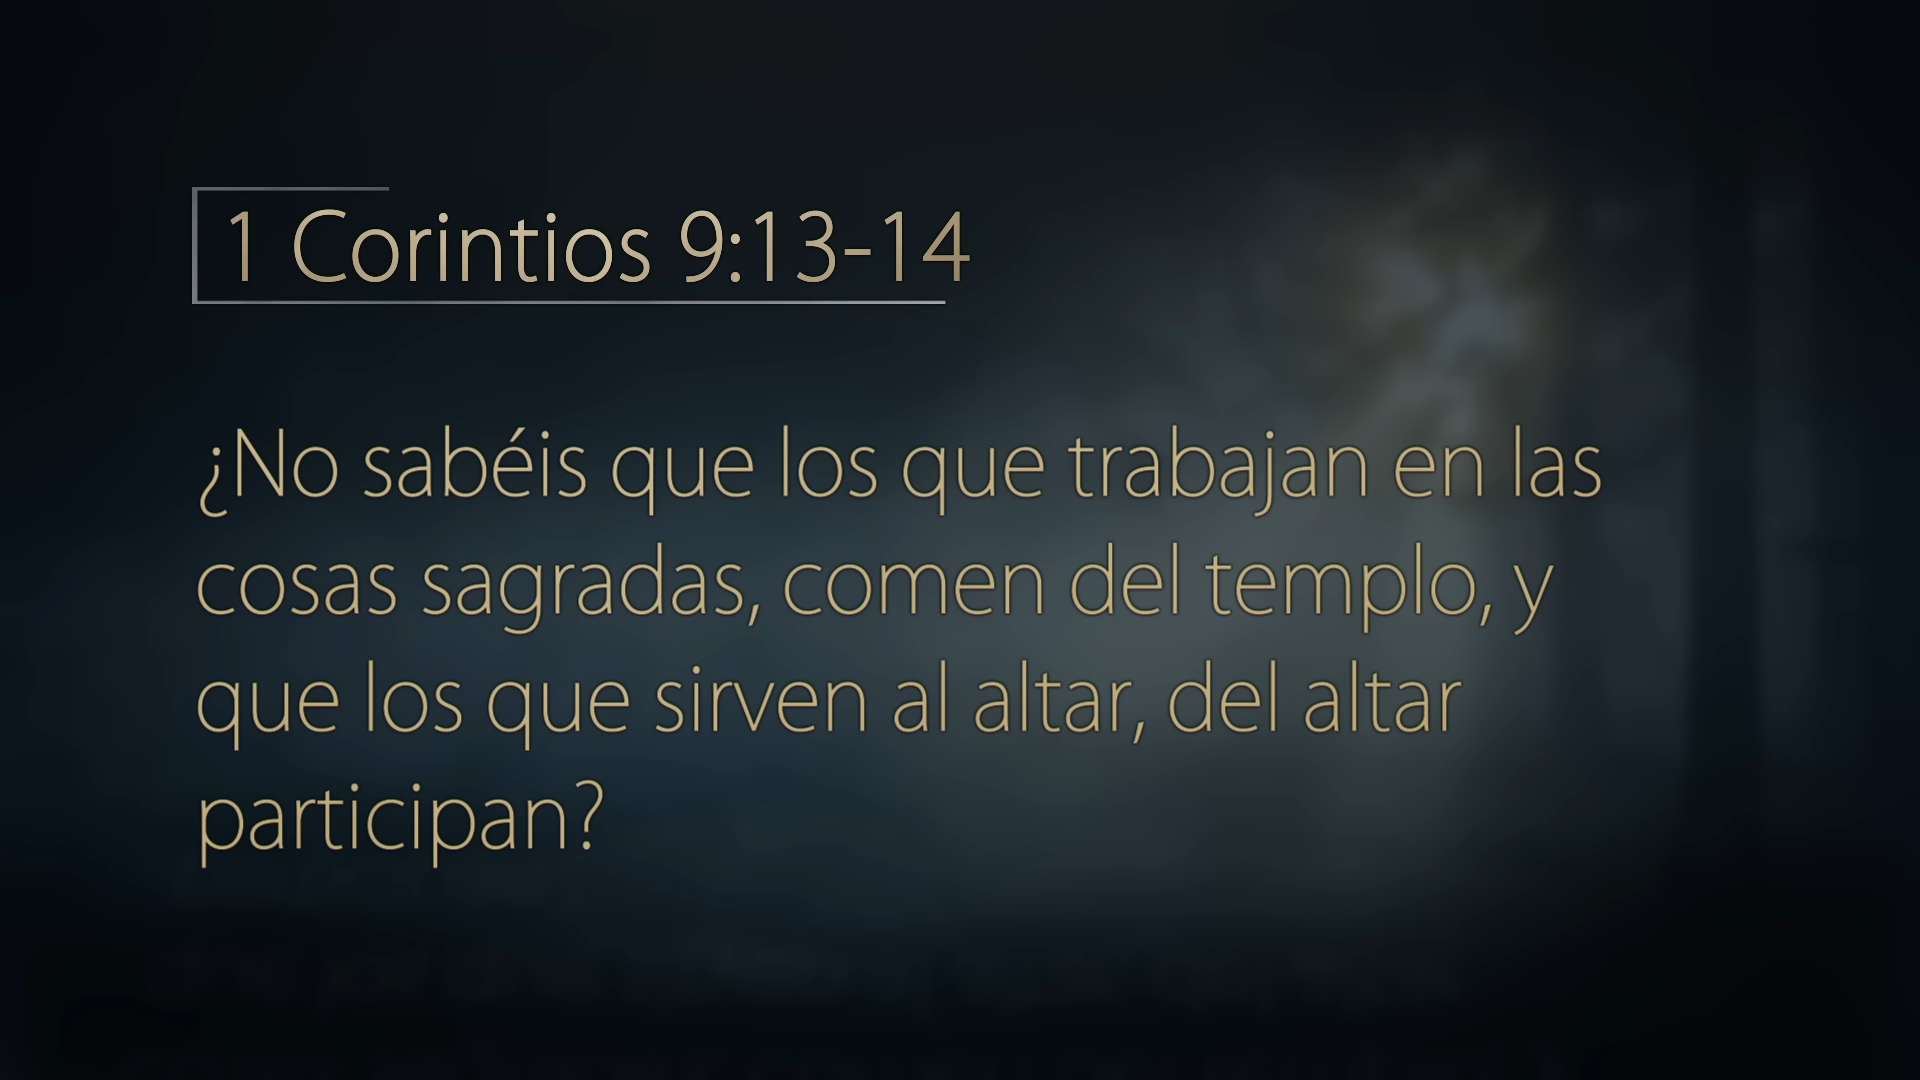 1 Corintios 9:13-14
¿No sabéis que los que trabajan en las
cosas sagradas, comen del templo, y
que los que sirven al altar, del altar
participan?